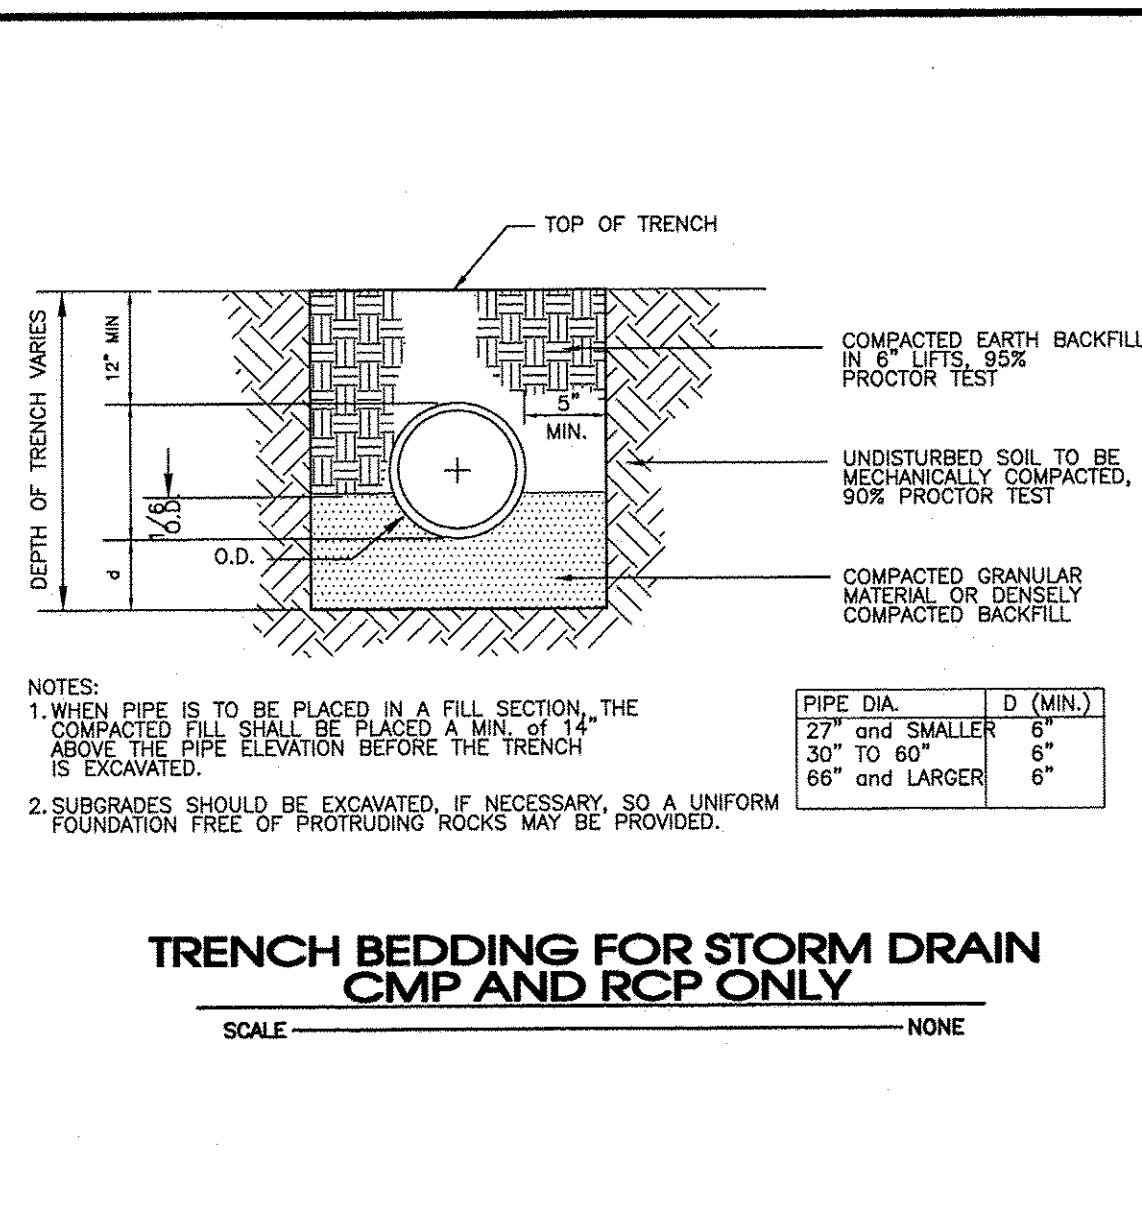 TOP OF TRENCH
DEPTH OF TRENCH VARIES
12" MIN
COMPACTED EARTH BACKFILL
IN 6" LIFTS, 95%
PROCTOR TEST
5"
MIN.
UNDISTURBED SOIL TO BE
MECHANICALLY COMPACTED,
90% PROCTOR TEST
1/6
O.D.
O.D.
d
COMPACTED GRANULAR
MATERIAL OR DENSELY
COMPACTED BACKFILL
NOTES:
1. WHEN PIPE IS TO BE PLACED IN A FILL SECTION, THE
COMPACTED FILL SHALL BE PLACED A MIN. of 14"
ABOVE THE PIPE ELEVATION BEFORE THE TRENCH
IS EXCAVATED.
2. SUBGRADES SHOULD BE EXCAVATED, IF NECESSARY, SO A UNIFORM
FOUNDATION FREE OF PROTRUDING ROCKS MAY BE PROVIDED.
PIPE DIA. D (MIN.)
27" and SMALLER 6"
30" TO 60" 6"
66" and LARGER 6"
TRENCH BEDDING FOR STORM DRAIN
CMP AND RCP ONLY
SCALE NONE